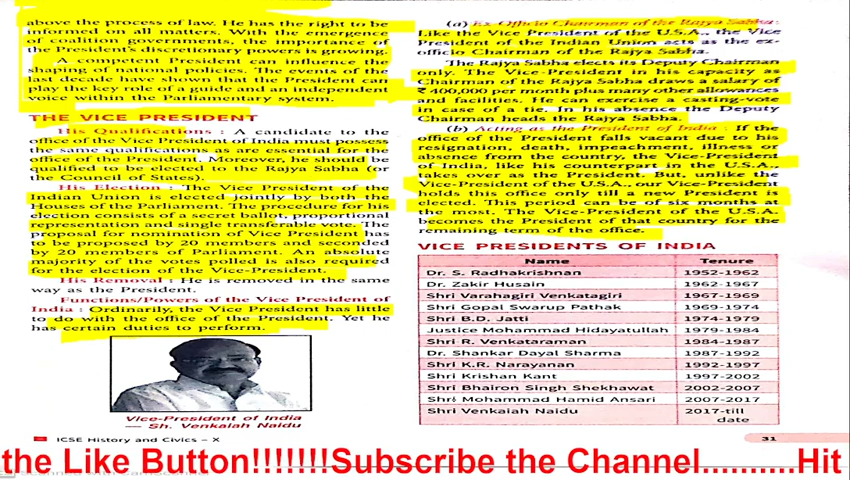 above the process of law. He has the right to be
informed on all matters. With the emergence
of coalition governments, the importance of
the President's discretionary powers is growing.
A competent President can influence the
shaping of national policies. The events of the
last decade have shown that the President can
play the key role of a guide and an independent
voice within the Parliamentary system.
THE VICE PRESIDENT
His Qualifications : A candidate to the
office of the Vice President of India must possess
the same qualifications as are essential for the
office of the President. Moreover, he should be
qualified to be elected to the Rajya Sabha (or
the Council of States).
His Election : The Vice President of the
Indian Union is elected jointly by both the
Houses of the Parliament. The procedure for his
election consists of a secret ballot, proportional
representation and single transferable vote. The
proposal for nomination of Vice President has
to be proposed by 20 members and seconded
by 20 members of Parliament. An absolute
majority of the votes polled is also required
for the election of the Vice-President.
His Removal : He is removed in the same
way as the President.
Functions/Powers of the Vice President of
India : Ordinarily, the Vice President has little
to do with the office of the President. Yet he
has certain duties to perform.
Vice-President of India
— Sh. Venkaiah Naidu
ICSE History and Civics – X
(a) Ex-Officio Chairman of the Rajya Sabha :
Like the Vice President of the U.S.A., the Vice
President of the Indian Union acts as the ex-
officio Chairman of the Rajya Sabha.
The Rajya Sabha elects its Deputy Chairman
only. The Vice-President in his capacity as
Chairman of the Rajya Sabha draws a salary of
₹ 400,000 per month plus many other allowances
and facilities. He can exercise a casting-vote
in case of a tie. In his absence the Deputy
Chairman heads the Rajya Sabha.
(b) Acting as the President of India : If the
office of the President falls vacant due to his
resignation, death, impeachment, illness or
absence from the country, the Vice-President
of India, like his counterpart in the U.S.A.,
takes over as the President. But, unlike the
Vice-President of the U.S.A., our Vice-President
holds this office only till a new President is
elected. This period can be of six months at
the most. The Vice-President of the U.S.A.
becomes the President of that country for the
remaining term of the office.
VICE PRESIDENTS OF INDIA
Name Tenure
Dr. S. Radhakrishnan 1952-1962
Dr. Zakir Husain 1962-1967
Shri Varahagiri Venkatagiri 1967-1969
Shri Gopal Swarup Pathak 1969-1974
Shri B.D. Jatti 1974-1979
Justice Mohammad Hidayatullah 1979-1984
Shri R. Venkataraman 1984-1987
Dr. Shankar Dayal Sharma 1987-1992
Shri K.R. Narayanan 1992-1997
Shri Krishan Kant 1997-2002
Shri Bhairon Singh Shekhawat 2002-2007
Shri Mohammad Hamid Ansari 2007-2017
Shri Venkaiah Naidu 2017-till
date
31
the Like Button!!!!!!!Subscribe the Channel..........Hit